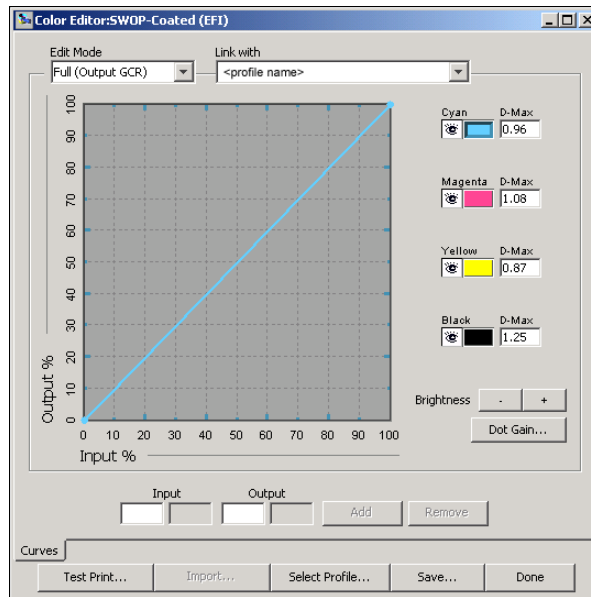 Color Editor:SWOP-Coated (EFI)
Edit Mode
Link with
Full (Output GCR)
<profile name>
100
90
80
70
60
50
40
30
20
10
0
Output %
0 10 20 30 40 50 60 70 80 90 100
Input %
Cyan D-Max
0.96
Magenta D-Max
1.08
Yellow D-Max
0.87
Black D-Max
1.25
Brightness - +
Dot Gain...
Input Output
Add Remove
Curves
Test Print... Import... Select Profile... Save... Done